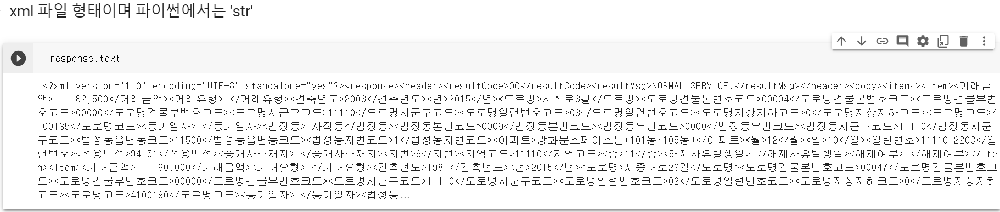 xml 파일 형태이며 파이썬에서는 'str'
response.text
'<?xml version="1.0" encoding="UTF-8" standalone="yes"?><response><header><resultCode>00</resultCode><resultMsg>NORMAL SERVICE.</resultMsg></header><body><items><item><거래금
액>    82,500</거래금액><거래유형> </거래유형><건축년도>2008</건축년도><년>2015</년><도로명>사직로8길</도로명><도로명건물본번호코드>00004</도로명건물본번호코드><도로명건물부번
호코드>00000</도로명건물부번호코드><도로명시군구코드>11110</도로명시군구코드><도로명일련번호코드>03</도로명일련번호코드><도로명지상지하코드>0</도로명지상지하코드><도로명코드>4
100135</도로명코드><등기일자> </등기일자><법정동> 사직동</법정동><법정동본번코드>0009</법정동본번코드><법정동부번코드>0000</법정동부번코드><법정동시군구코드>11110</법정동시군
구코드><법정동읍면동코드>11500</법정동읍면동코드><법정동지번코드>1</법정동지번코드><아파트>광화문스페이스본(101동~105동)</아파트><월>12</월><일>10</일><일련번호>11110-2203</일
련번호><전용면적>94.51</전용면적><중개사소재지> </중개사소재지><지번>9</지번><지역코드>11110</지역코드><층>11</층><해제사유발생일> </해제사유발생일><해제여부> </해제여부></ite
m><item><거래금액>    60,000</거래금액><거래유형> </거래유형><건축년도>1981</건축년도><년>2015</년><도로명>세종대로23길</도로명><도로명건물본번호코드>00047</도로명건물본번호코
드><도로명건물부번호코드>00000</도로명건물부번호코드><도로명시군구코드>11110</도로명시군구코드><도로명일련번호코드>02</도로명일련번호코드><도로명지상지하코드>0</도로명지상지하
코드><도로명코드>4100190</도로명코드><등기일자> </등기일자><법정동…'